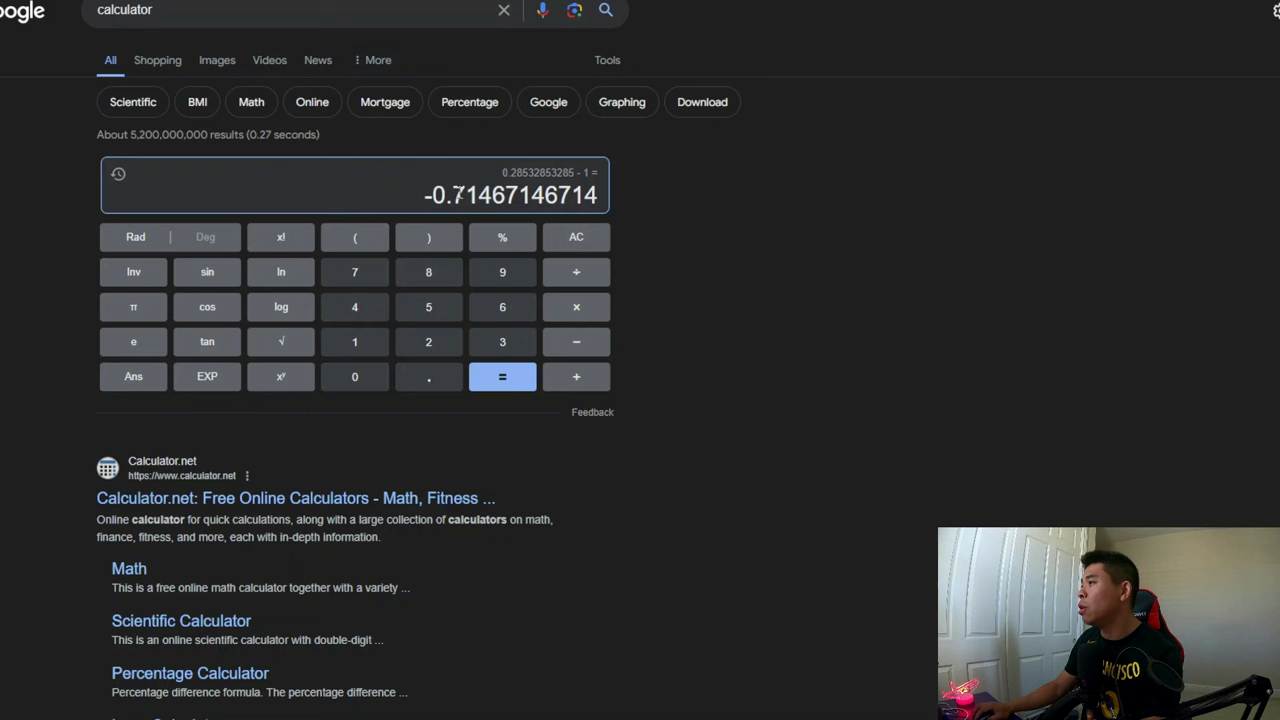 oogle
calculator
All
Shopping
Images
Videos
News
More
Tools
Scientific
BMI
Math
Online
Mortgage
Percentage
Google
Graphing
Download
About 5,200,000,000 results (0.27 seconds)
0.28532853285 - 1 =
-0.71467146714
Rad | Deg
x!
(
)
%
AC
Inv
sin
ln
7
8
9
÷
π
cos
log
4
5
6
×
e
tan
√
1
2
3
−
Ans
EXP
xʸ
0
.
=
+
Feedback
Calculator.net
https://www.calculator.net
Calculator.net: Free Online Calculators - Math, Fitness ...
Online calculator for quick calculations, along with a large collection of calculators on math,
finance, fitness, and more, each with in-depth information.
Math
This is a free online math calculator together with a variety ...
Scientific Calculator
This is an online scientific calculator with double-digit ...
Percentage Calculator
Percentage difference formula. The percentage difference ...